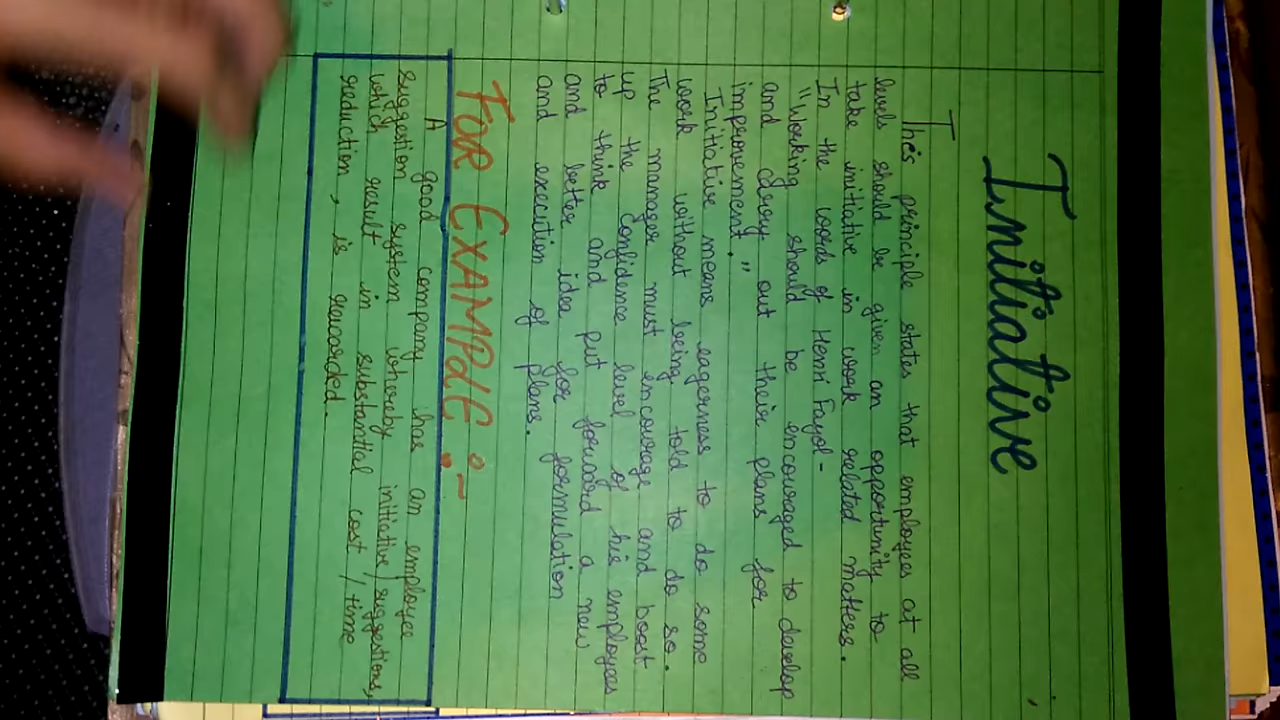 Initiative
This principle states that employees at all
levels should be given an opportunity to
take initiative in work related matters.
In the words of Henri Fayol -
"Working should be encouraged to develop
and carry out their plans for
improvement."
Initiative means eagerness to do some
work without being told to do so.
The manager must encourage and boost
up the confidence level of his employees
to think and put forward a new
and better idea for formulation
and execution of plans.
FOR EXAMPLE :-
A good company has an employee
suggestion system whereby initiative/suggestions,
which result in substantial cost/time
reduction, is rewarded.